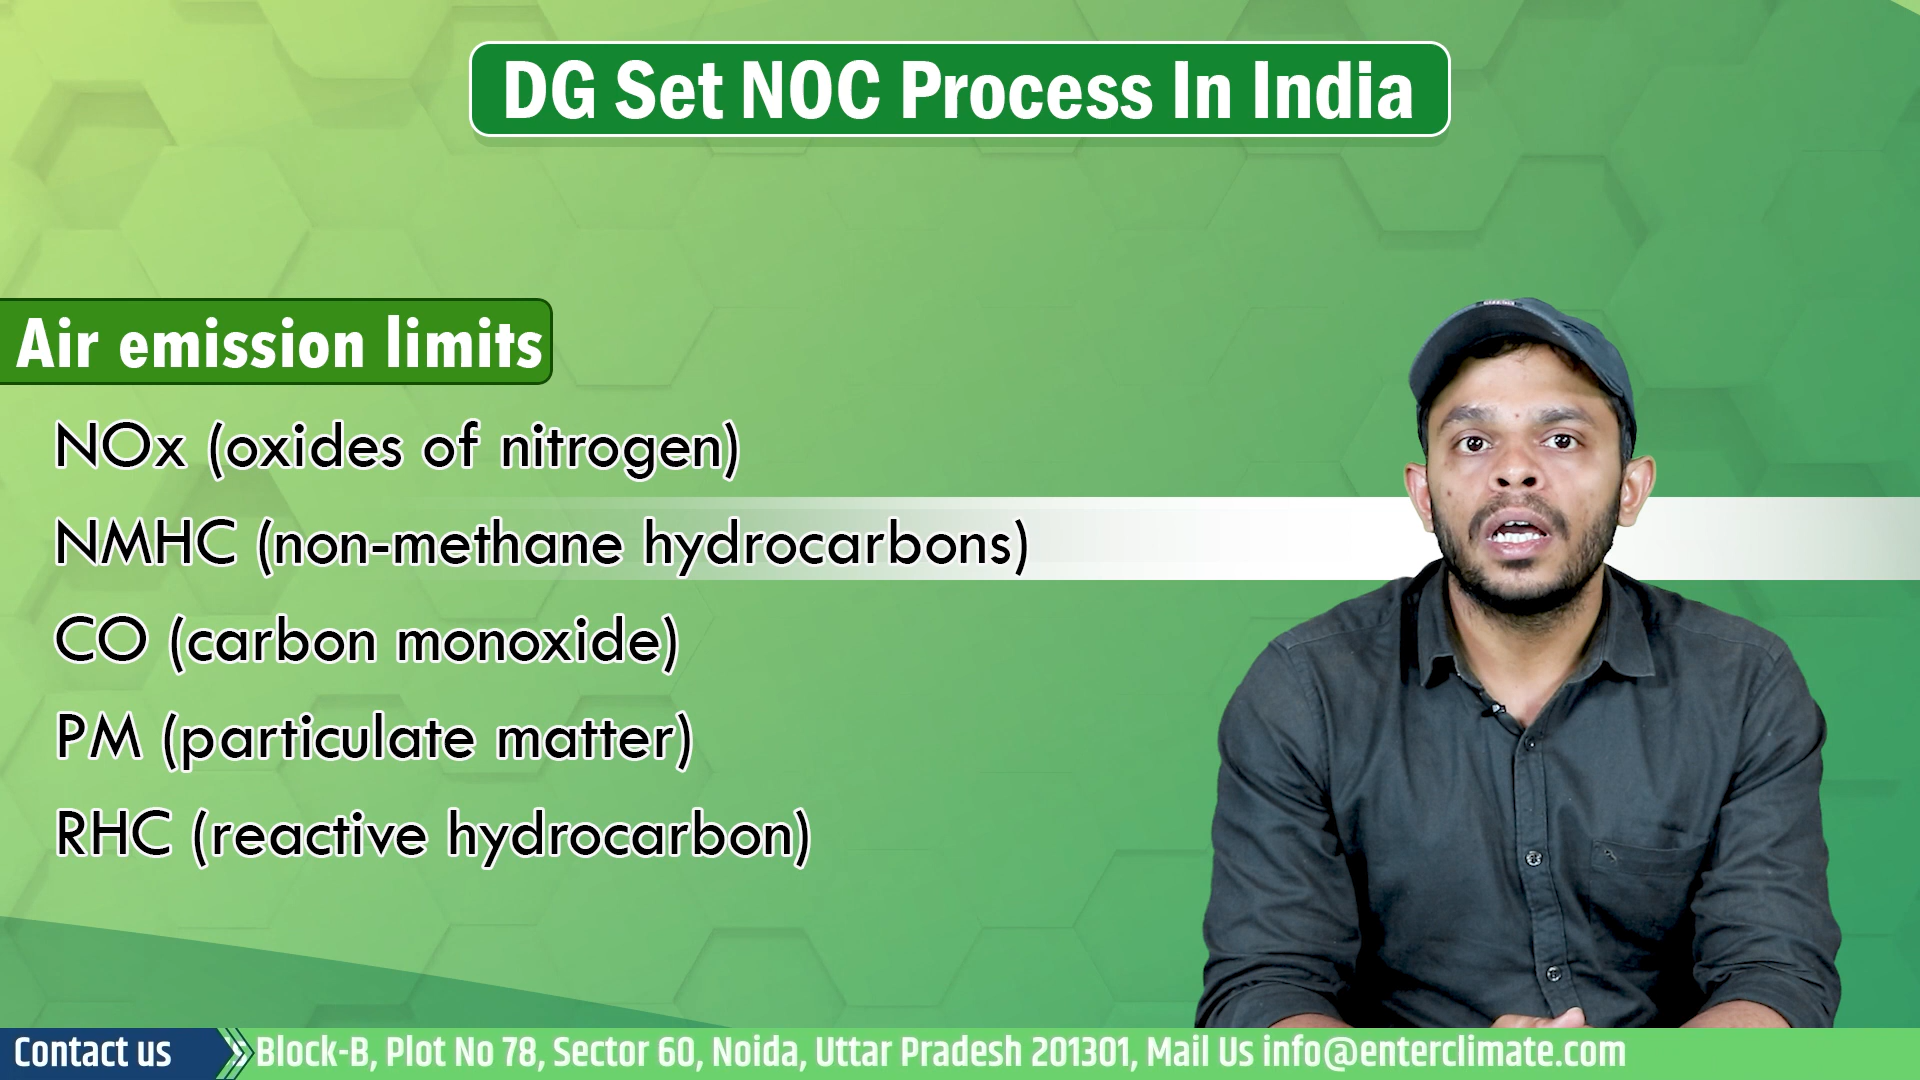 DG Set NOC Process In India
Air emission limits
NOx (oxides of nitrogen)
NMHC (non-methane hydrocarbons)
CO (carbon monoxide)
PM (particulate matter)
RHC (reactive hydrocarbon)
Contact us Block-B, Plot No 78, Sector 60, Noida, Uttar Pradesh 201301, Mail Us info@enterclimate.com